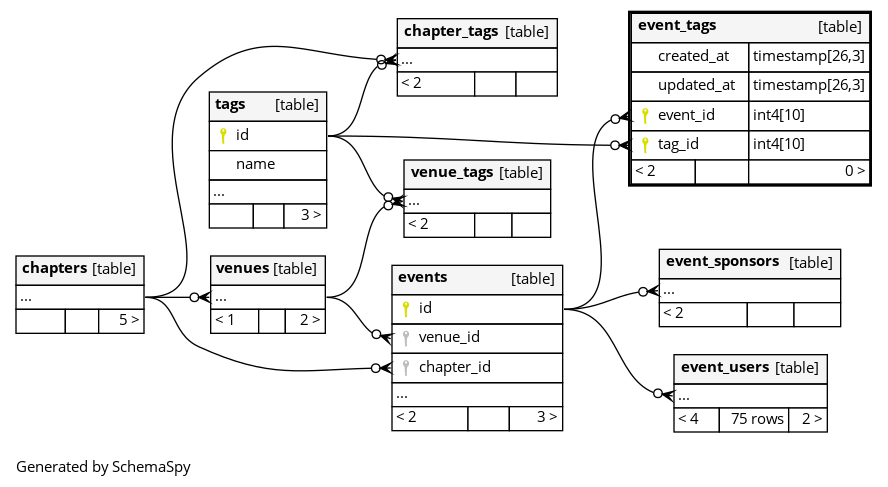 chapter_tags [table]
...
< 2
event_tags [table]
created_at timestamp[26,3]
updated_at timestamp[26,3]
event_id int4[10]
tag_id int4[10]
< 2 0 >
tags [table]
id
name
...
3 >
venue_tags [table]
...
< 2
chapters [table]
...
5 >
venues [table]
...
< 1 2 >
events [table]
id
venue_id
chapter_id
...
< 2 3 >
event_sponsors [table]
...
< 2
event_users [table]
...
< 4 75 rows 2 >
Generated by SchemaSpy